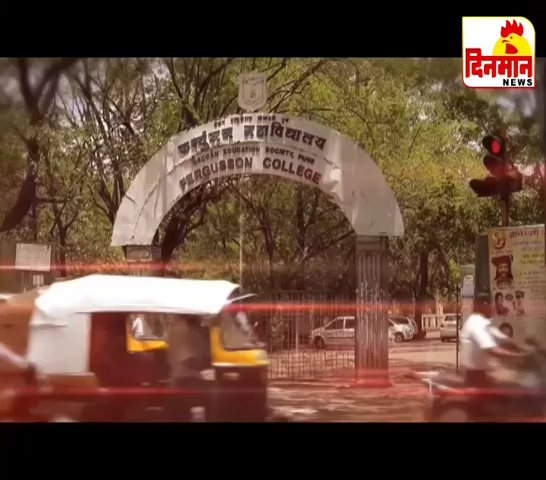 दिनमान
NEWS
फर्ग्युसन महाविद्यालय
DECCAN EDUCATION SOCIETY, PUNE
FERGUSSON COLLEGE